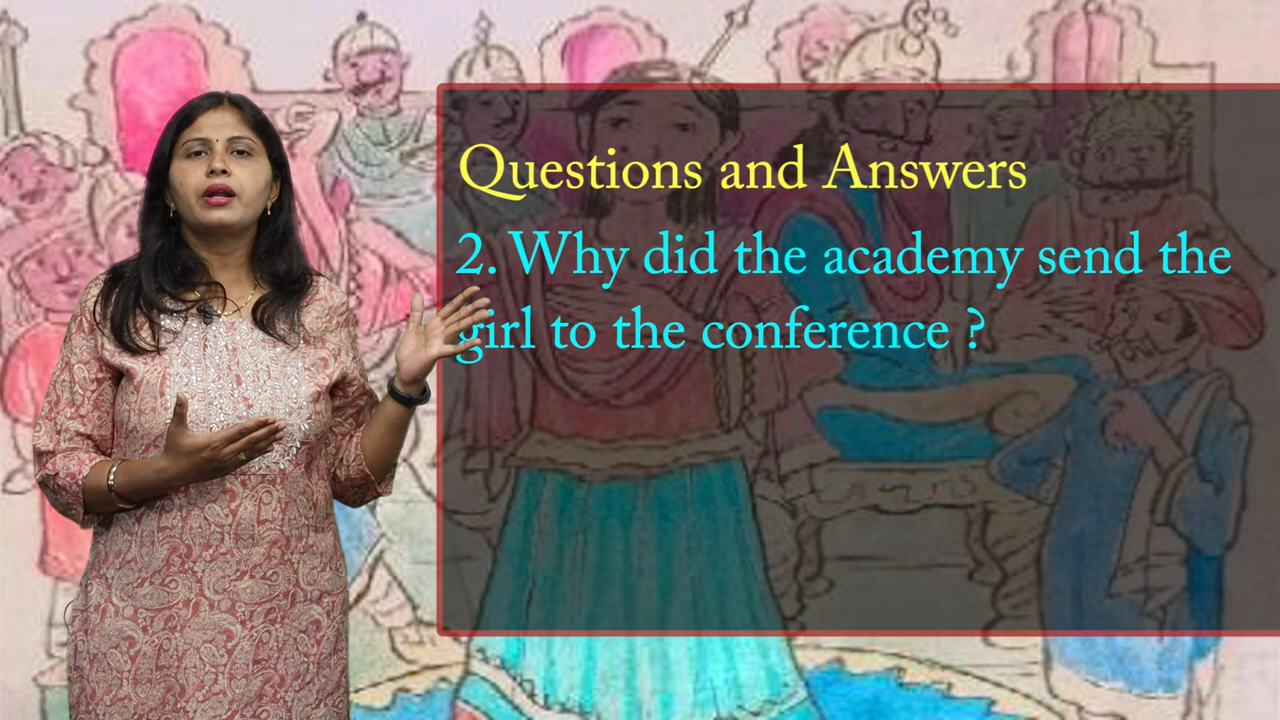 Questions and Answers
2. Why did the academy send the
girl to the conference ?